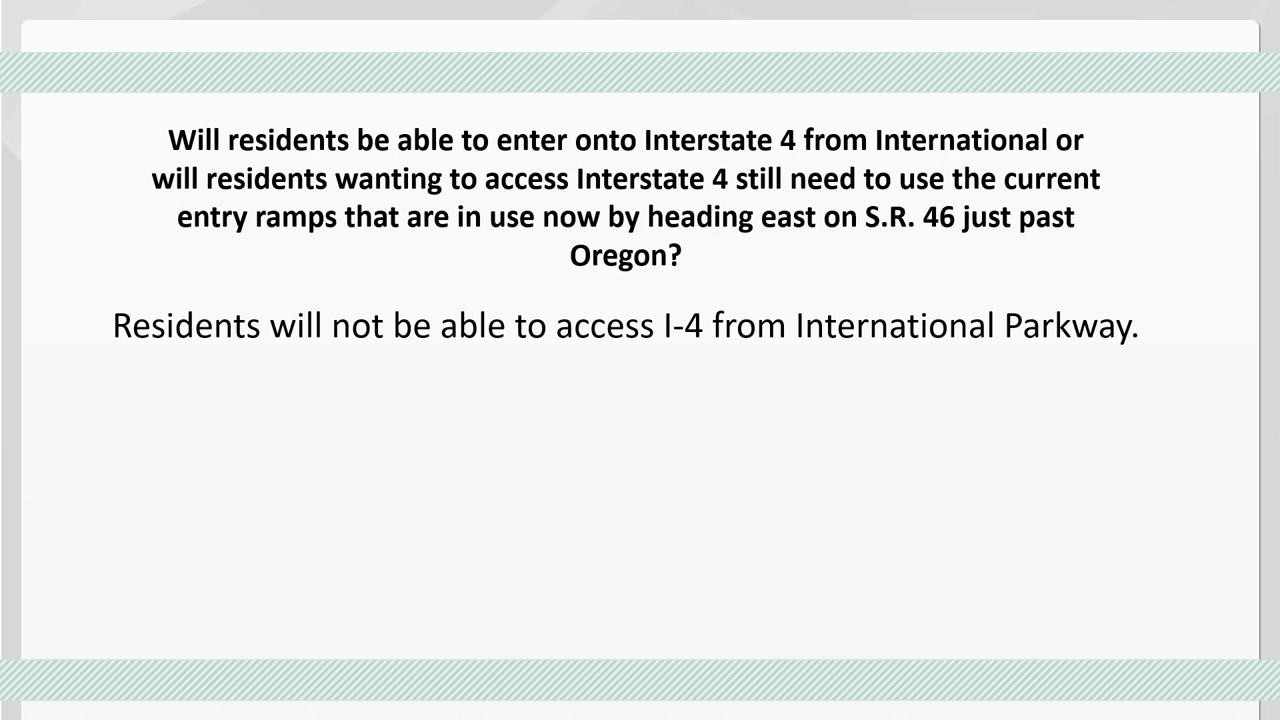 Will residents be able to enter onto Interstate 4 from International or
will residents wanting to access Interstate 4 still need to use the current
entry ramps that are in use now by heading east on S.R. 46 just past
Oregon?
Residents will not be able to access I-4 from International Parkway.